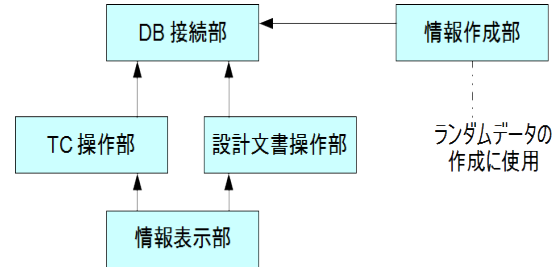 DB 接続部
情報作成部
TC 操作部
設計文書操作部
ランダムデータの
作成に使用
情報表示部